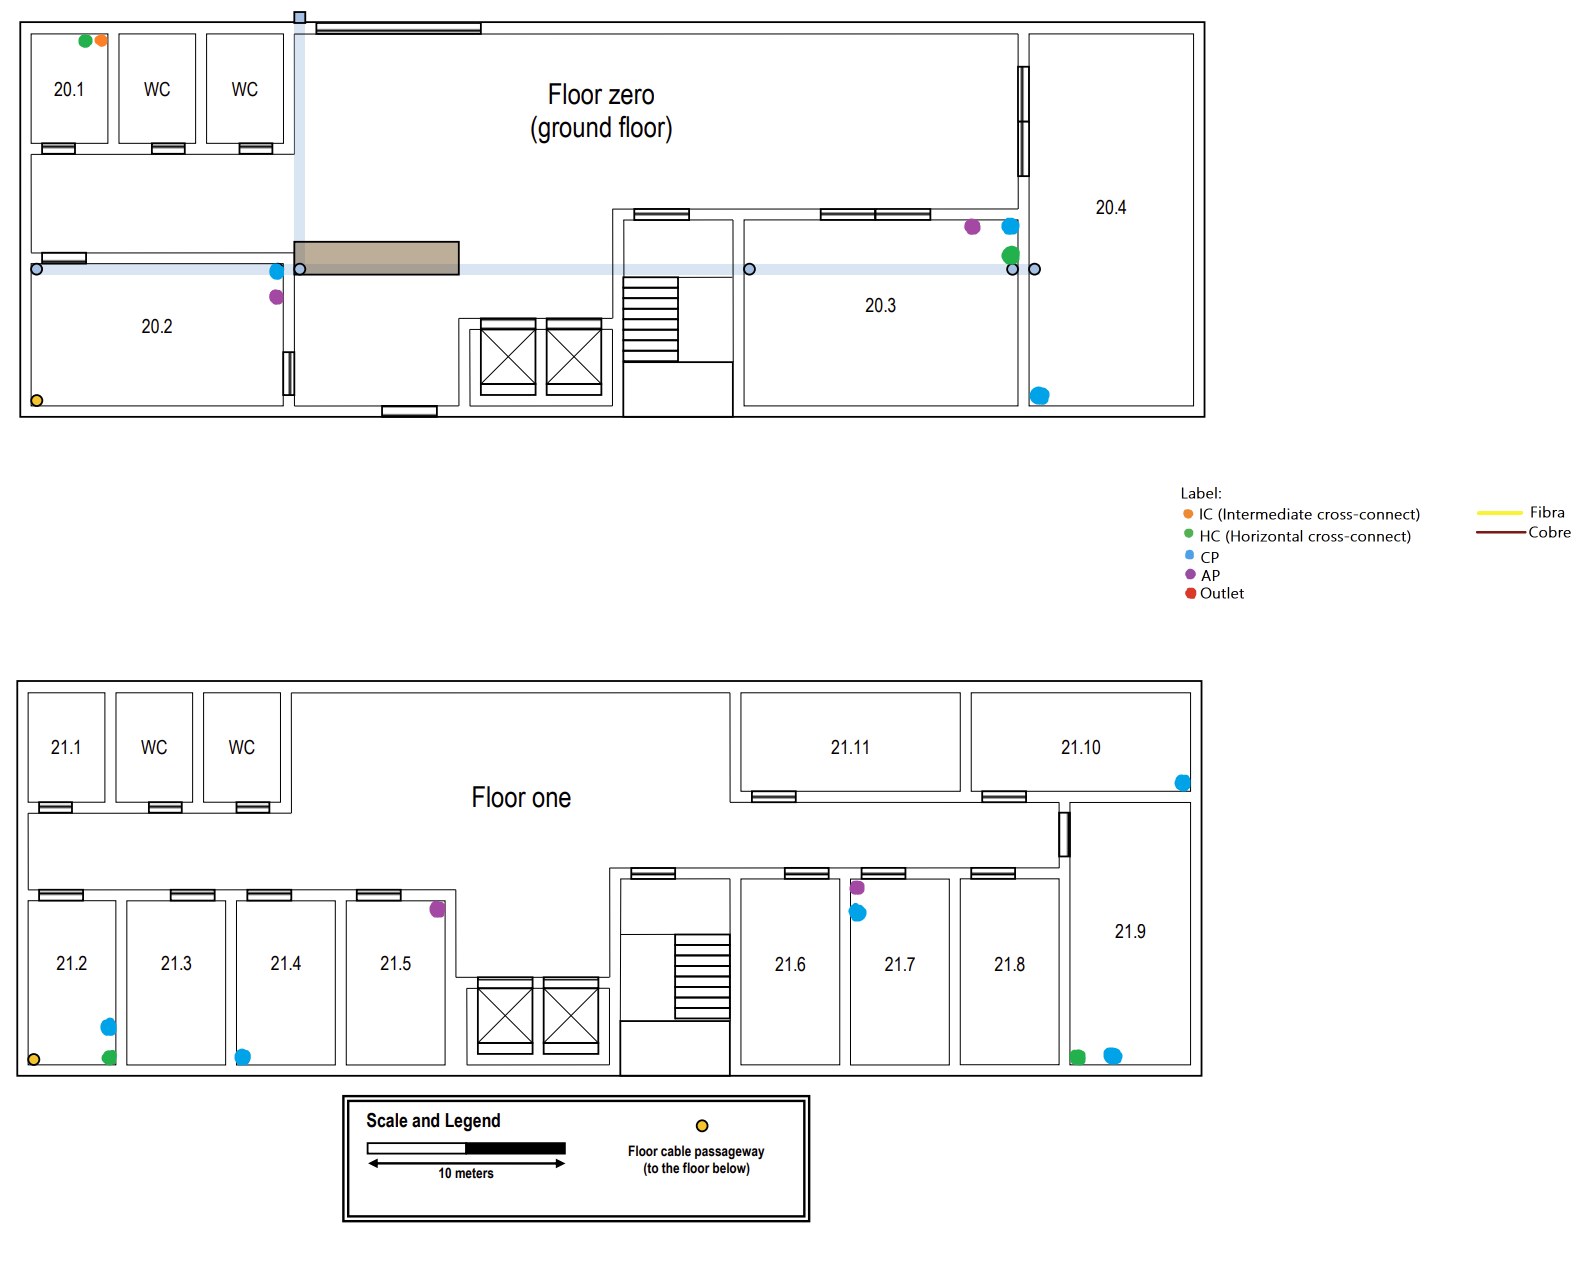 20.1
WC
WC
Floor zero
(ground floor)
20.4
20.3
20.2
Label:
IC (Intermediate cross-connect)
HC (Horizontal cross-connect)
CP
AP
Outlet
Fibra
Cobre
21.1
WC
WC
21.11
21.10
Floor one
21.9
21.2
21.3
21.4
21.5
21.6
21.7
21.8
Scale and Legend
10 meters
Floor cable passageway
(to the floor below)